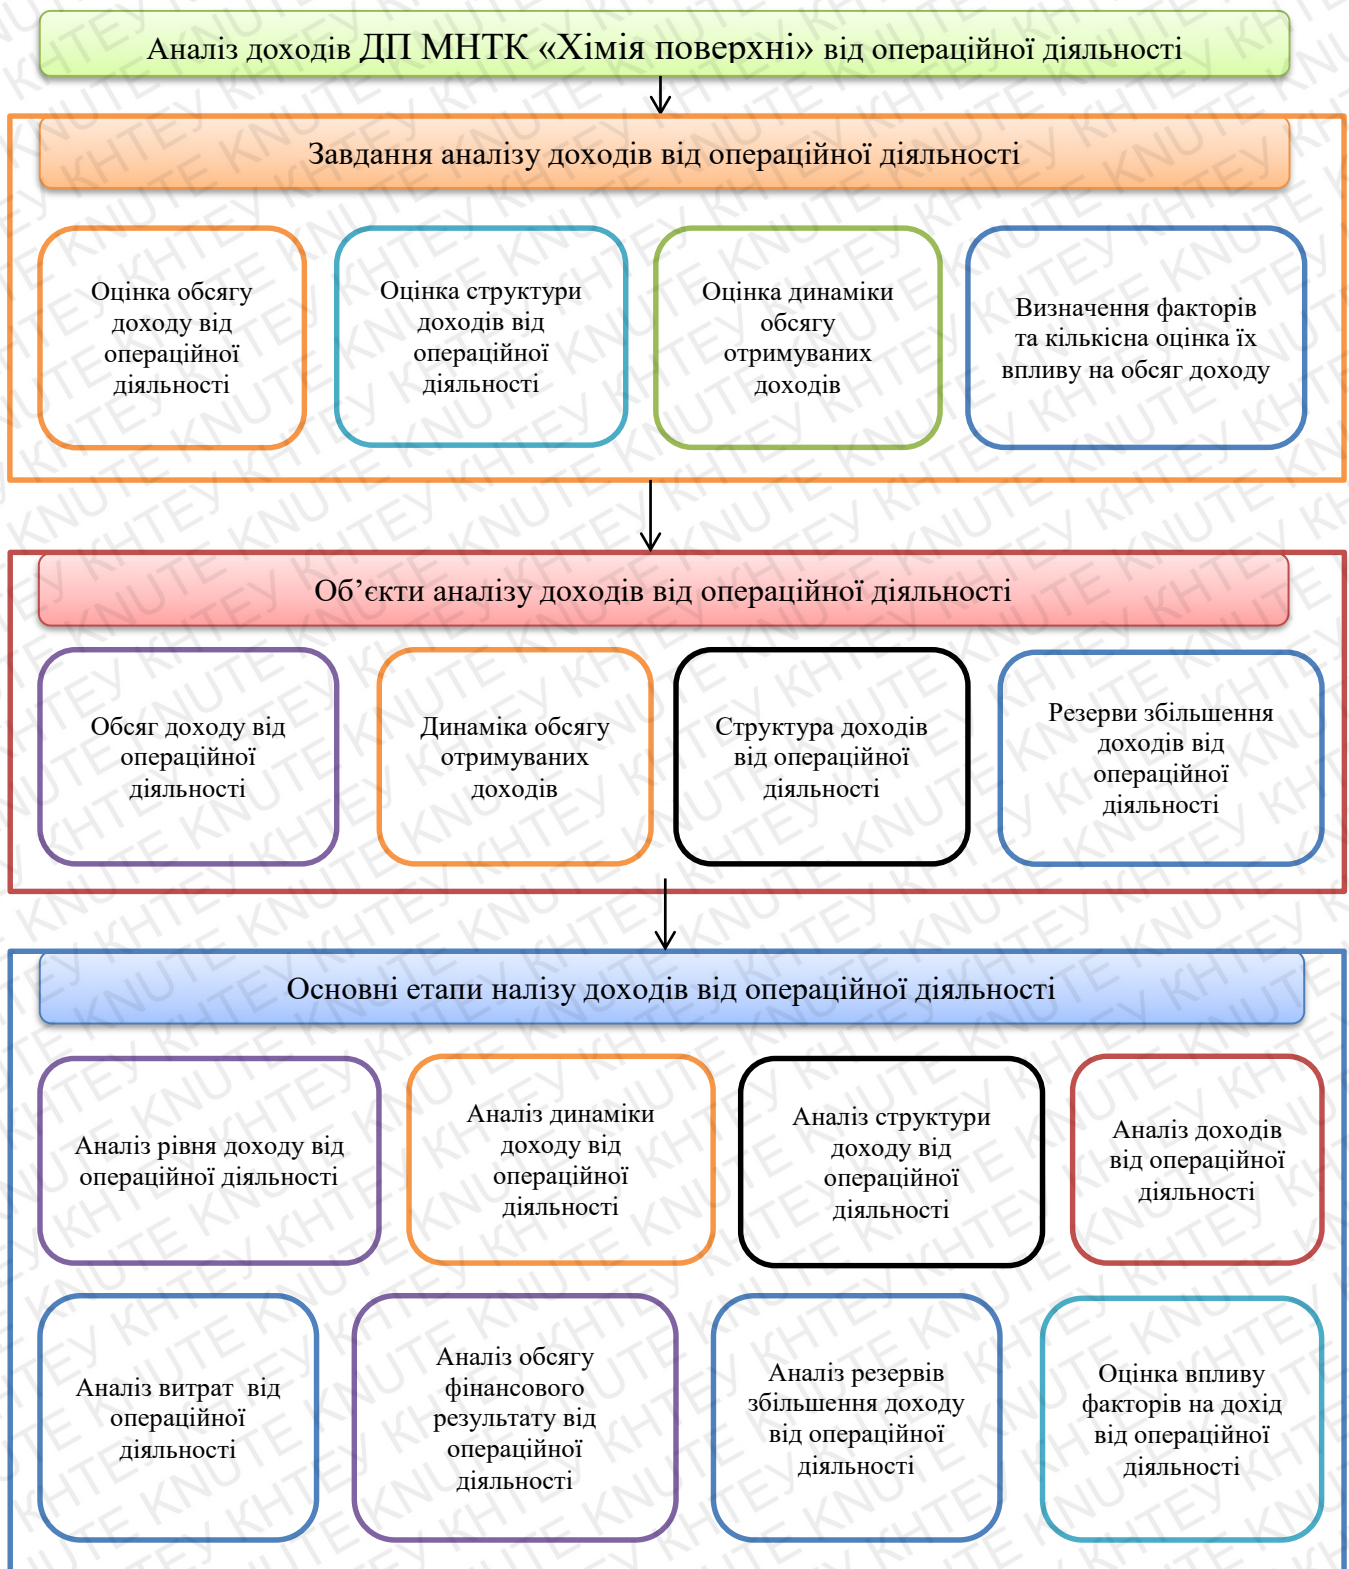 Аналіз доходів ДП МНТК «Хімія поверхні» від операційної діяльності
Завдання аналізу доходів від операційної діяльності
Оцінка обсягу
доходу від
операційної
діяльності
Оцінка структури
доходів від
операційної
діяльності
Оцінка динаміки
обсягу
отримуваних
доходів
Визначення факторів
та кількісна оцінка їх
впливу на обсяг доходу
Об’єкти аналізу доходів від операційної діяльності
Обсяг доходу від
операційної
діяльності
Динаміка обсягу
отримуваних
доходів
Структура доходів
від операційної
діяльності
Резерви збільшення
доходів від
операційної
діяльності
Основні етапи налізу доходів від операційної діяльності
Аналіз рівня доходу від
операційної діяльності
Аналіз динаміки
доходу від
операційної
діяльності
Аналіз структури
доходу від
операційної
діяльності
Аналіз доходів
від операційної
діяльності
Аналіз витрат від
операційної
діяльності
Аналіз обсягу
фінансового
результату від
операційної
діяльності
Аналіз резервів
збільшення доходу
від операційної
діяльності
Оцінка впливу
факторів на дохід
від операційної
діяльності